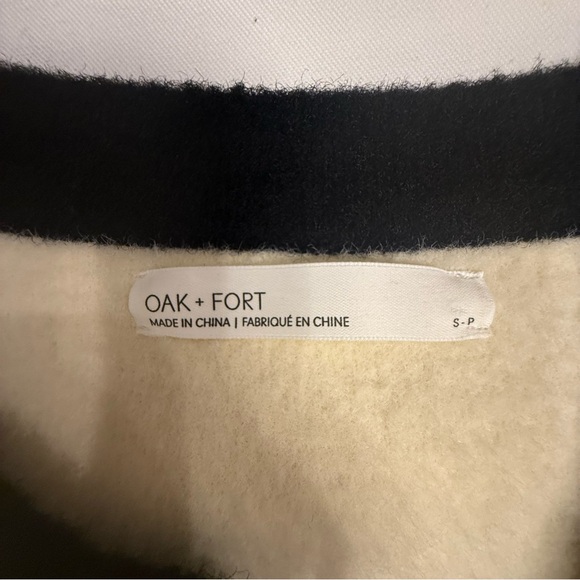 OAK + FORT
MADE IN CHINA | FABRIQUÉ EN CHINE
S-P